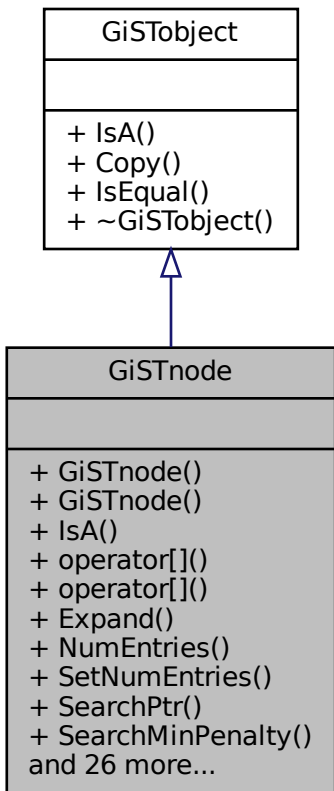 GiSTobject
+ IsA()
+ Copy()
+ IsEqual()
+ ~GiSTobject()
GiSTnode
+ GiSTnode()
+ GiSTnode()
+ IsA()
+ operator[]()
+ operator[]()
+ Expand()
+ NumEntries()
+ SetNumEntries()
+ SearchPtr()
+ SearchMinPenalty()
and 26 more...